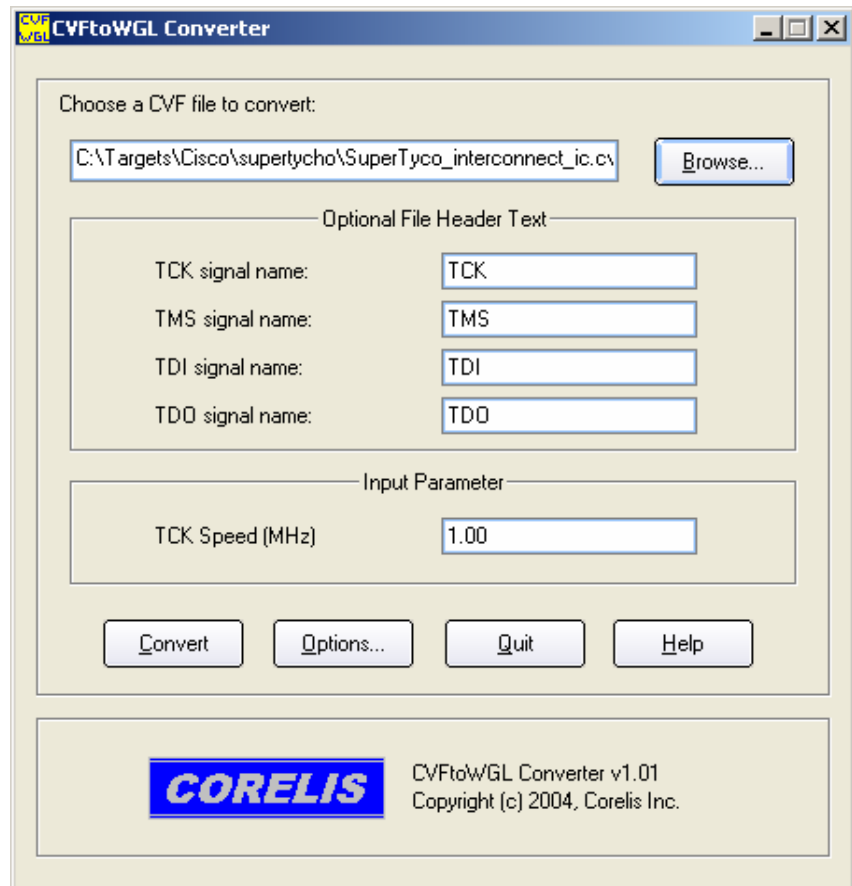 CVF
WGL
CVFtoWGL Converter
Choose a CVF file to convert:
C:\Targets\Cisco\supertycho\SuperTyco_interconnect_ic.cv
Browse...
Optional File Header Text
TCK signal name: TCK
TMS signal name: TMS
TDI signal name: TDI
TDO signal name: TDO
Input Parameter
TCK Speed (MHz) 1.00
Convert Options... Quit Help
CORELIS
CVFtoWGL Converter v1.01
Copyright (c) 2004, Corelis Inc.